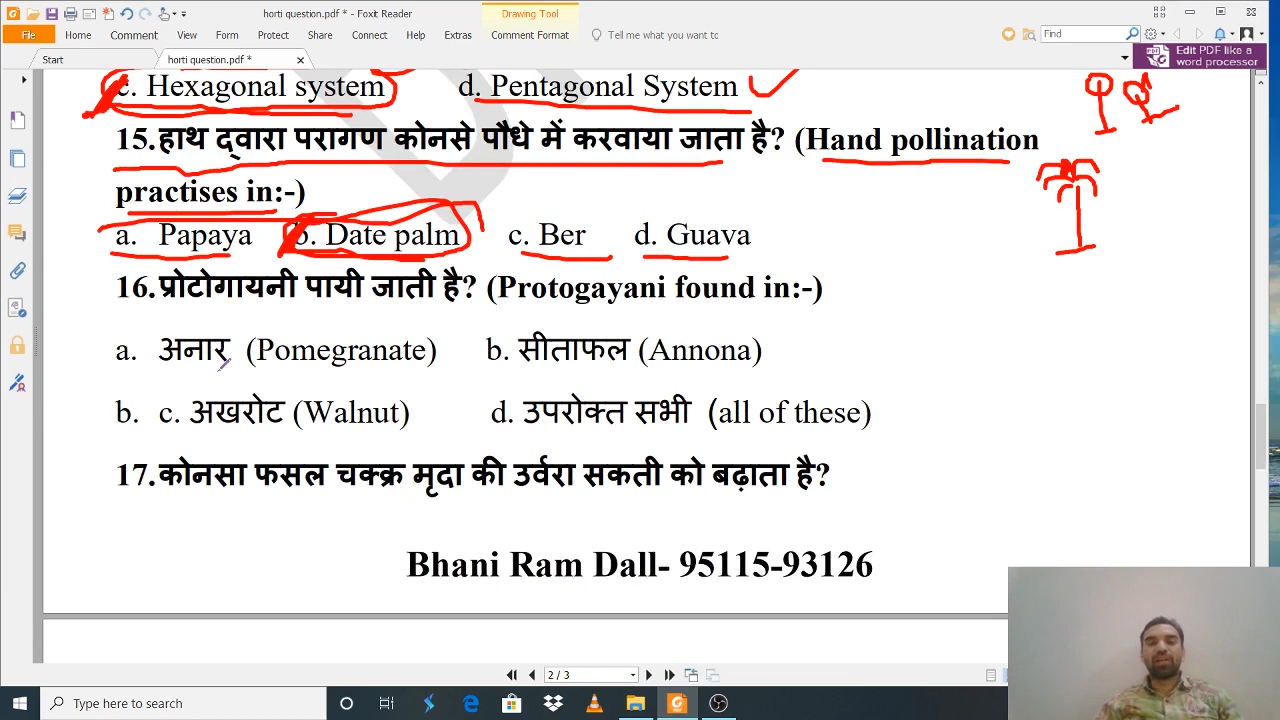 horti question.pdf * - Foxit Reader
Drawing Tool
File Home Comment View Form Protect Share Connect Help Extras Comment Format Tell me what you want to Find
Start horti question.pdf *
Edit PDF like a
word processor
c. Hexagonal system d. Pentagonal System
15.हाथ द्वारा परागण कोनसे पौधे में करवाया जाता है? (Hand pollination
practises in:-)
a. Papaya b. Date palm c. Ber d. Guava
16.प्रोटोगायनी पायी जाती है? (Protogayani found in:-)
a. अनार (Pomegranate) b. सीताफल (Annona)
b. c. अखरोट (Walnut) d. उपरोक्त सभी (all of these)
17.कोनसा फसल चक्क्र मृदा की उर्वरा सकती को बढ़ाता है?
Bhani Ram Dall- 95115-93126
2 / 3
Type here to search